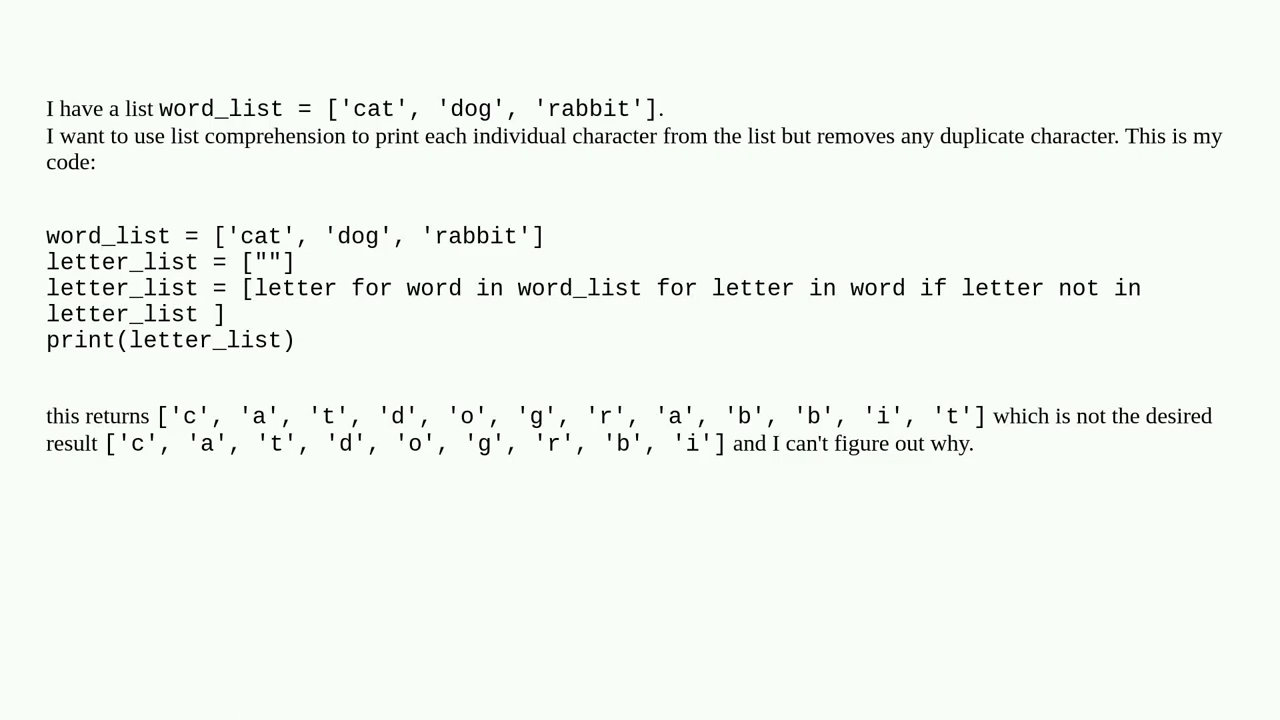 I have a list word_list = ['cat', 'dog', 'rabbit'].
I want to use list comprehension to print each individual character from the list but removes any duplicate character. This is my
code:
word_list = ['cat', 'dog', 'rabbit']
letter_list = [""]
letter_list = [letter for word in word_list for letter in word if letter not in
letter_list ]
print(letter_list)
this returns ['c', 'a', 't', 'd', 'o', 'g', 'r', 'a', 'b', 'b', 'i', 't'] which is not the desired
result ['c', 'a', 't', 'd', 'o', 'g', 'r', 'b', 'i'] and I can't figure out why.